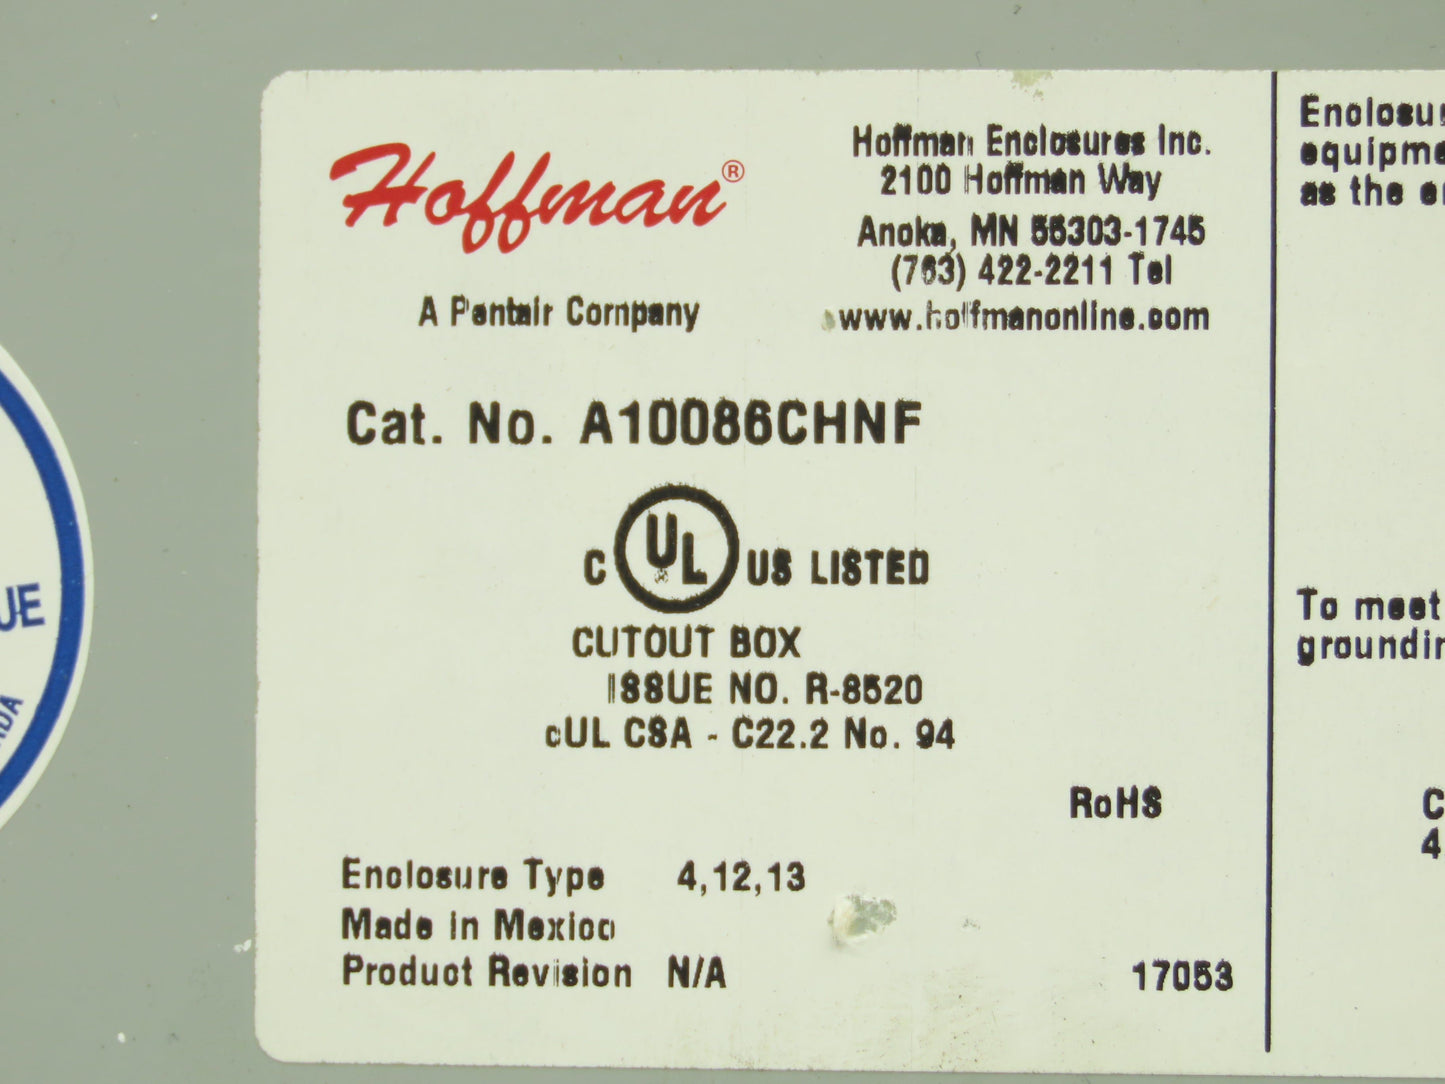 Hoffman®
A Pentair Company
Hoffman Enclosures Inc.
2100 Hoffman Way
Anoka, MN 55303-1745
(763) 422-2211 Tel
www.hoffmanonline.com
Cat. No. A10086CHNF
C UL US LISTED
CUTOUT BOX
ISSUE NO. R-8520
cUL CSA - C22.2 No. 94
RoHS
Enclosure Type 4,12,13
Made in Mexico
Product Revision N/A
17053
as the
To meet